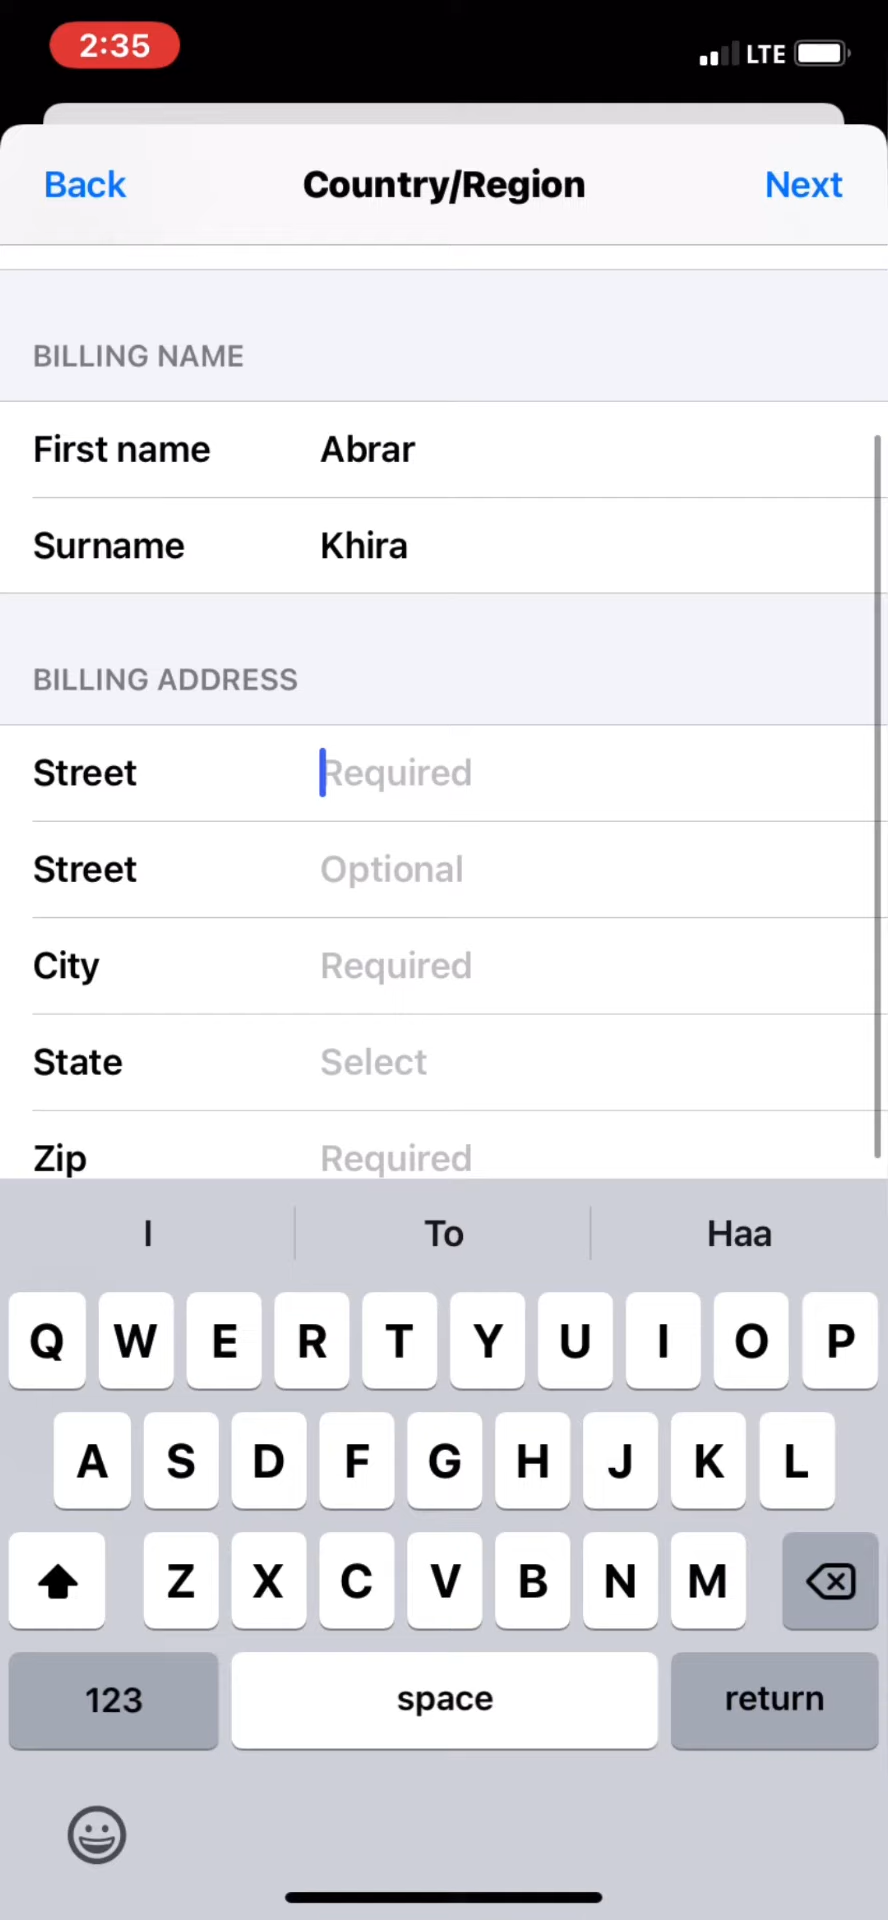 2:35 LTE
Back Country/Region Next
BILLING NAME
First name Abrar
Surname Khira
BILLING ADDRESS
Street Required
Street Optional
City Required
State Select
Zip Required
I To Haa
Q W E R T Y U I O P
A S D F G H J K L
Z X C V B N M
123 space return